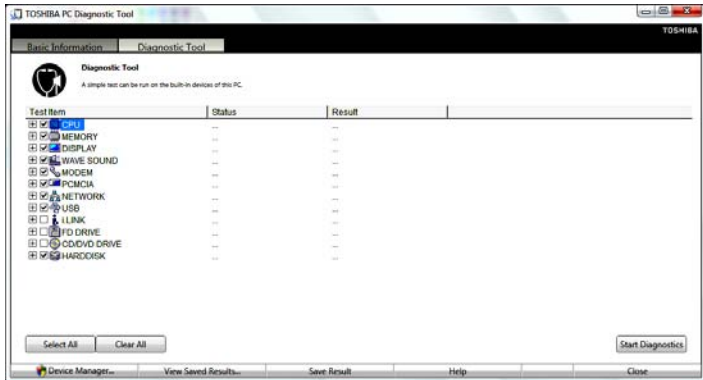 TOSHIBA PC Diagnostic Tool
TOSHIBA
Basic Information Diagnostic Tool
Diagnostic Tool
A simple test can be run on the built-in devices of this PC.
Test Item Status Result
CPU ... ...
MEMORY ... ...
DISPLAY ... ...
WAVE SOUND ... ...
MODEM ... ...
PCMCIA ... ...
NETWORK ... ...
USB ... ...
i.LINK ... ...
FD DRIVE ... ...
CD/DVD DRIVE ... ...
HARDDISK ... ...
Select All Clear All Start Diagnostics
Device Manager... View Saved Results... Save Result Help Close